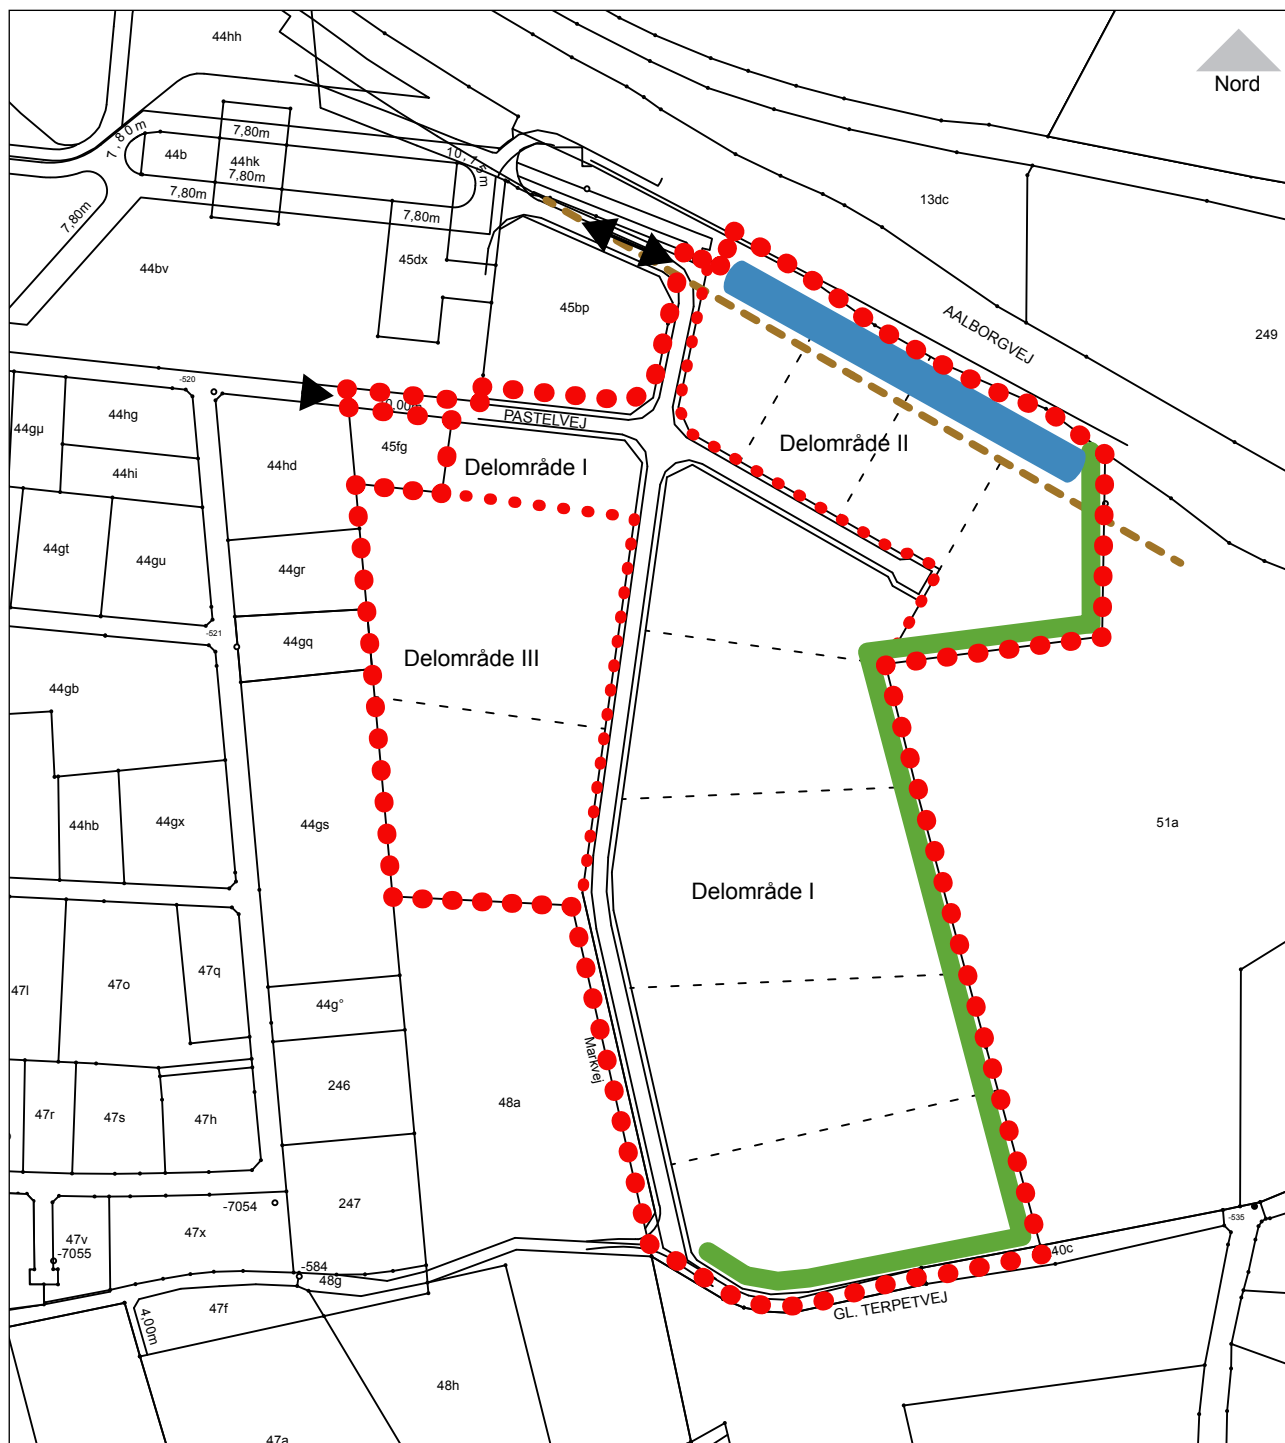 44hh
Nord
7,80m
7,80m
44b
44hk
7,80m
10,15m
7,80m
7,80m
7,80m
13dc
44bv
45dx
45bp
AALBORGVEJ
249
-520
PASTELVEJ
44gµ
44hg
45fg
Delområde I
Delområde II
44hi
44hd
44gt
44gu
44gr
-521
44gq
Delområde III
44gb
44hb
44gx
44gs
51a
Delområde I
47l
47o
47q
44g°
Markvej
246
48a
47r
47s
47h
247
-7054
47v
47x
-7055
-535
40c
-584
48g
47f
4,00m
GL. TERPETVEJ
48h
47a